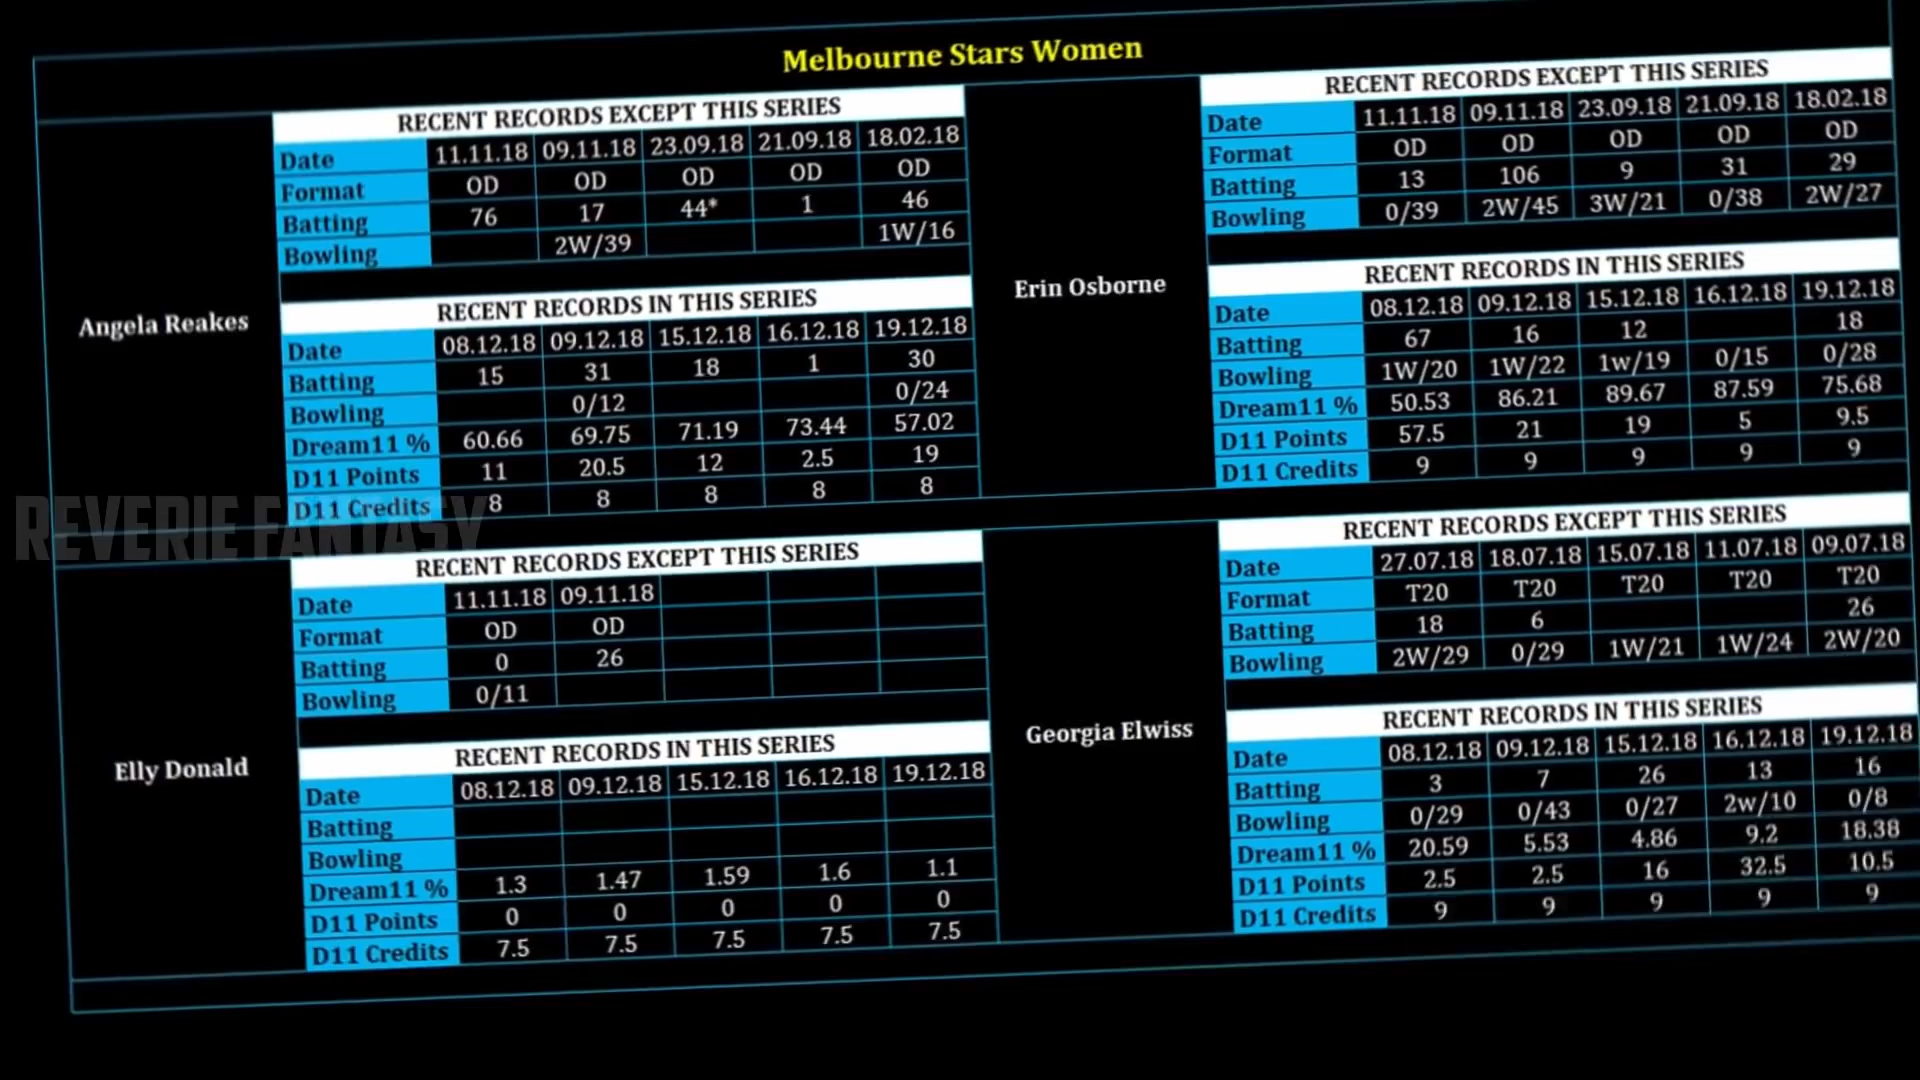 Melbourne Stars Women
Angela Reakes
RECENT RECORDS EXCEPT THIS SERIES
Date 11.11.18 09.11.18 23.09.18 21.09.18 18.02.18
Format OD OD OD OD OD
Batting 76 17 44* 1 46
Bowling 2W/39 1W/16
RECENT RECORDS IN THIS SERIES
Date 08.12.18 09.12.18 15.12.18 16.12.18 19.12.18
Batting 15 31 18 1 30
Bowling 0/12 0/24
Dream11 % 60.66 69.75 71.19 73.44 57.02
D11 Points 11 20.5 12 2.5 19
D11 Credits 8 8 8 8 8
Erin Osborne
RECENT RECORDS EXCEPT THIS SERIES
Date 11.11.18 09.11.18 23.09.18 21.09.18 18.02.18
Format OD OD OD OD OD
Batting 13 106 9 31 29
Bowling 0/39 2W/45 3W/21 0/38 2W/27
RECENT RECORDS IN THIS SERIES
Date 08.12.18 09.12.18 15.12.18 16.12.18 19.12.18
Batting 67 16 12 18
Bowling 1W/20 1W/22 1w/19 0/15 0/28
Dream11 % 50.53 86.21 89.67 87.59 75.68
D11 Points 57.5 21 19 5 9.5
D11 Credits 9 9 9 9 9
REVERIE FANTASY
Elly Donald
RECENT RECORDS EXCEPT THIS SERIES
Date 11.11.18 09.11.18
Format OD OD
Batting 0 26
Bowling 0/11
RECENT RECORDS IN THIS SERIES
Date 08.12.18 09.12.18 15.12.18 16.12.18 19.12.18
Batting
Bowling
Dream11 % 1.3 1.47 1.59 1.6 1.1
D11 Points 0 0 0 0 0
D11 Credits 7.5 7.5 7.5 7.5 7.5
Georgia Elwiss
RECENT RECORDS EXCEPT THIS SERIES
Date 27.07.18 18.07.18 15.07.18 11.07.18 09.07.18
Format T20 T20 T20 T20 T20
Batting 18 6 26
Bowling 2W/29 0/29 1W/21 1W/24 2W/20
RECENT RECORDS IN THIS SERIES
Date 08.12.18 09.12.18 15.12.18 16.12.18 19.12.18
Batting 3 7 26 13 16
Bowling 0/29 0/43 0/27 2w/10 0/8
Dream11 % 20.59 5.53 4.86 9.2 18.38
D11 Points 2.5 2.5 16 32.5 10.5
D11 Credits 9 9 9 9 9